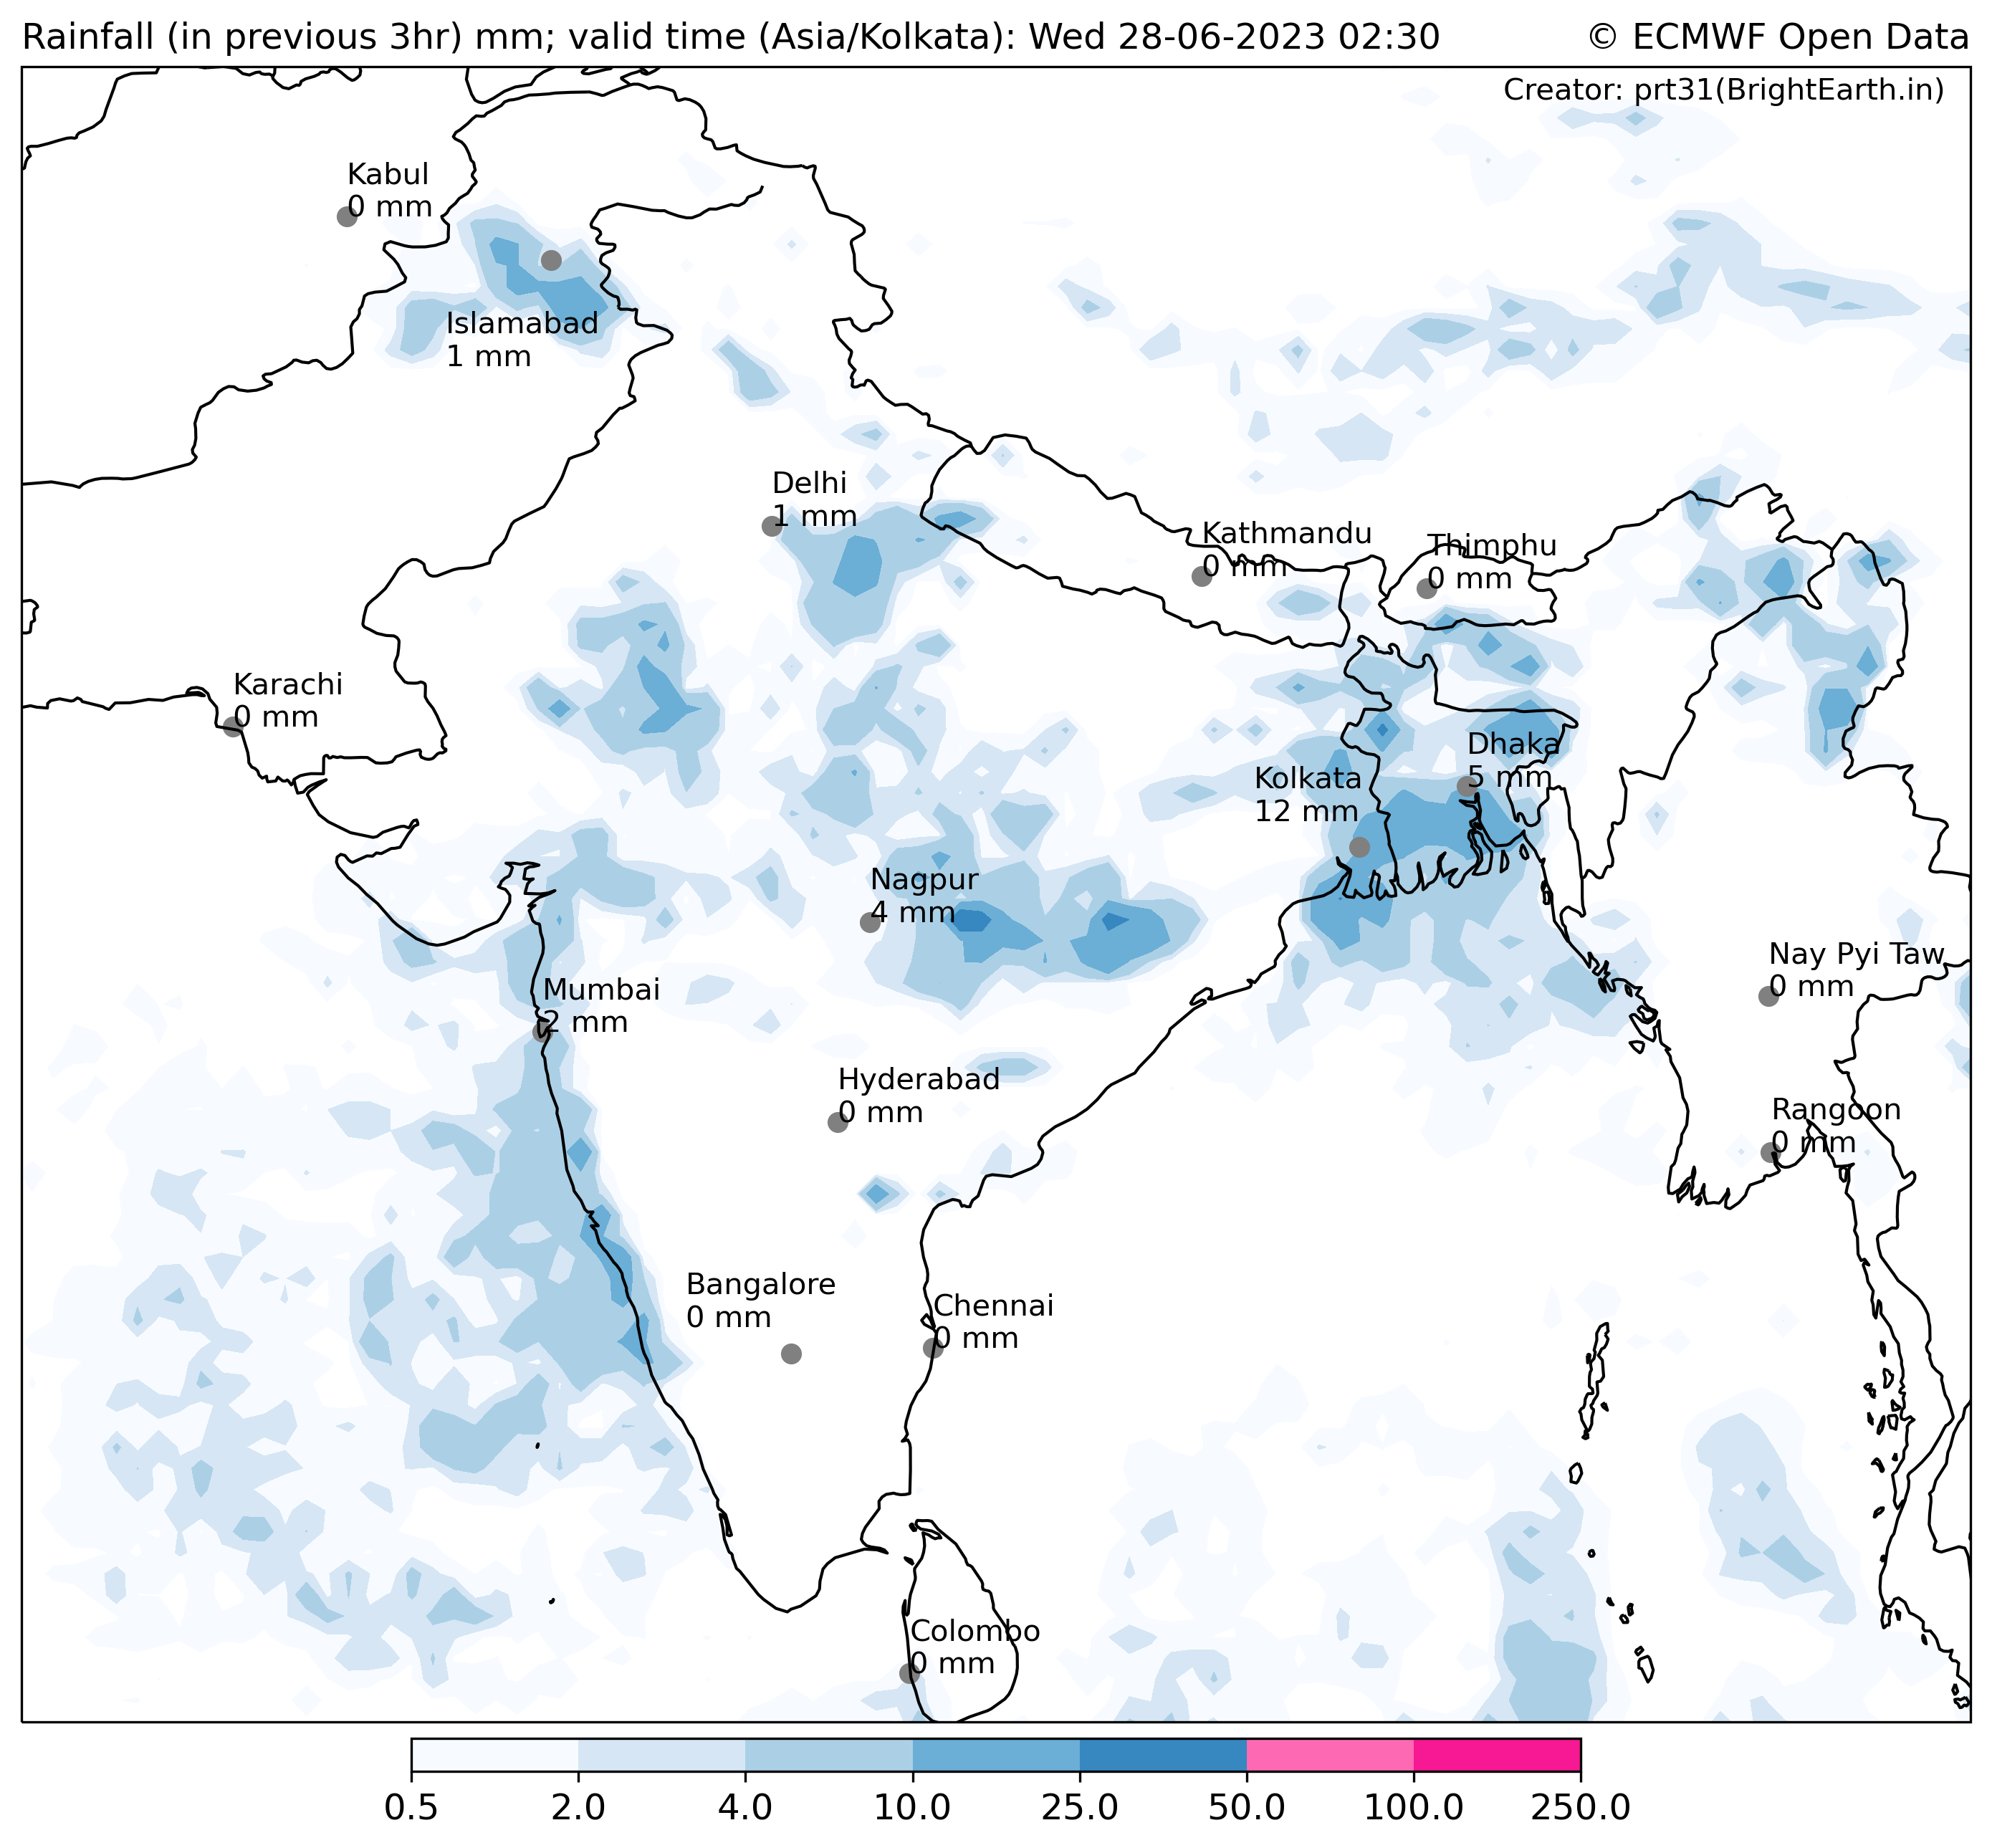 Rainfall (in previous 3hr) mm; valid time (Asia/Kolkata): Wed 28-06-2023 02:30
© ECMWF Open Data
Creator: prt31(BrightEarth.in)
Kabul
0 mm
Islamabad
1 mm
Delhi
1 mm
Kathmandu
0 mm
Thimphu
0 mm
Karachi
0 mm
Dhaka
5 mm
Kolkata
12 mm
Nagpur
4 mm
Nay Pyi Taw
0 mm
Mumbai
2 mm
Hyderabad
0 mm
Rangoon
0 mm
Bangalore
0 mm
Chennai
0 mm
Colombo
0 mm
0.5 2.0 4.0 10.0 25.0 50.0 100.0 250.0